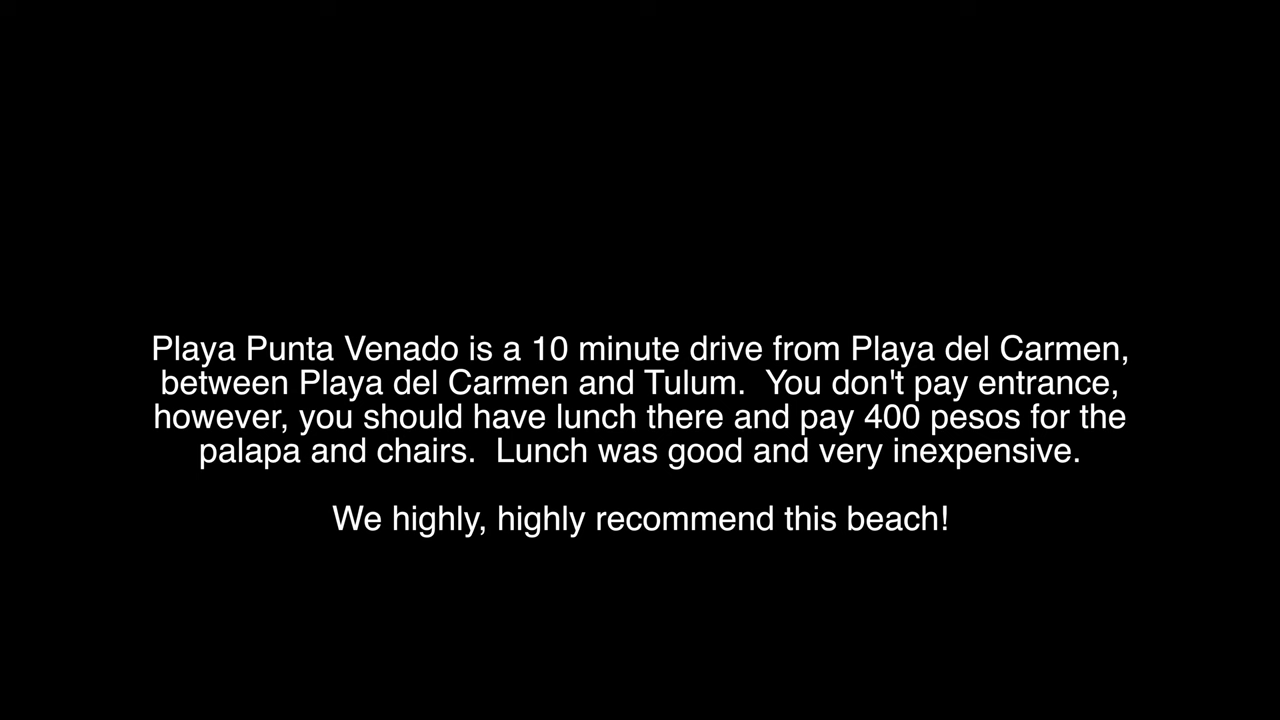 Playa Punta Venado is a 10 minute drive from Playa del Carmen,
between Playa del Carmen and Tulum.  You don't pay entrance,
however, you should have lunch there and pay 400 pesos for the
palapa and chairs.  Lunch was good and very inexpensive.
We highly, highly recommend this beach!